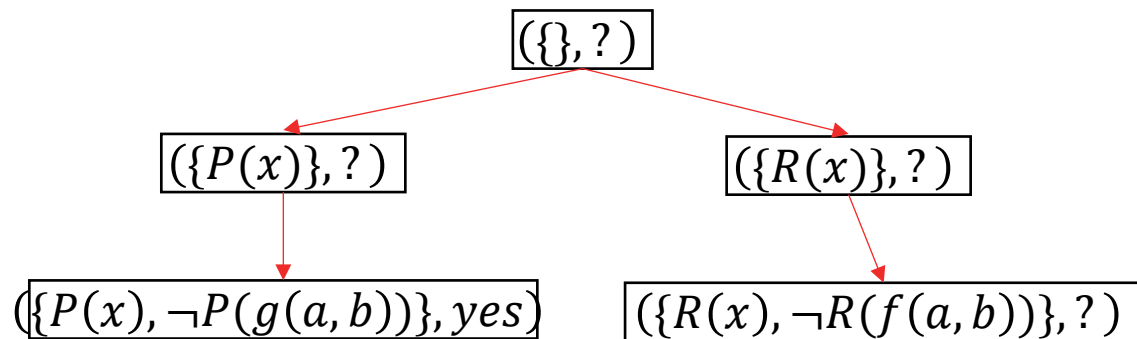 ({}, ? )
({P(x)}, ? )
({R(x)}, ? )
({P(x), ¬P(g(a, b))}, yes)
({R(x), ¬R(f(a, b))}, ? )